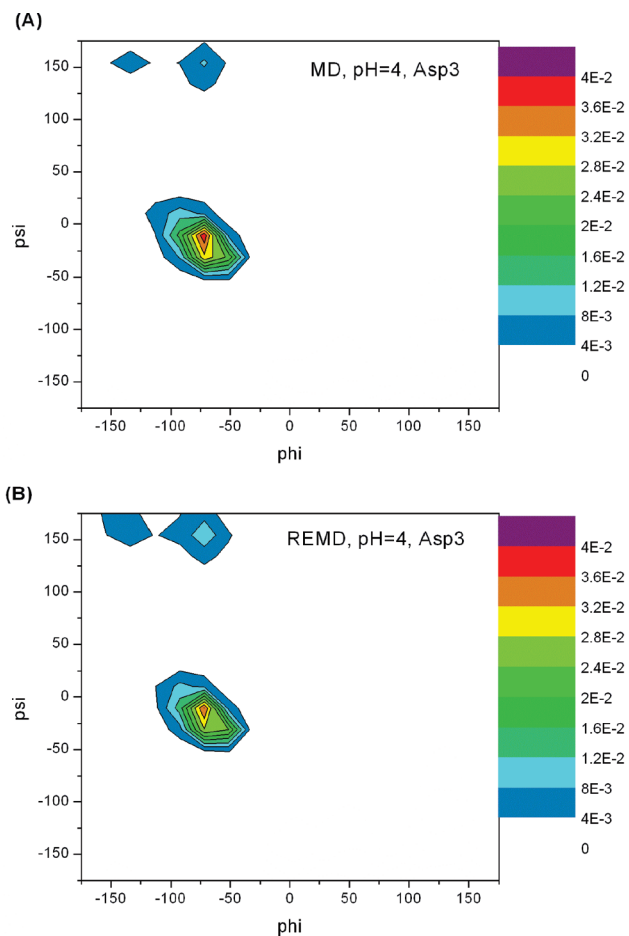 (A)
MD, pH=4, Asp3
psi
150
100
50
0
-50
-100
-150
-150 -100 -50 0 50 100 150
phi
4E-2
3.6E-2
3.2E-2
2.8E-2
2.4E-2
2E-2
1.6E-2
1.2E-2
8E-3
4E-3
0
(B)
REMD, pH=4, Asp3
psi
150
100
50
0
-50
-100
-150
-150 -100 -50 0 50 100 150
phi
4E-2
3.6E-2
3.2E-2
2.8E-2
2.4E-2
2E-2
1.6E-2
1.2E-2
8E-3
4E-3
0